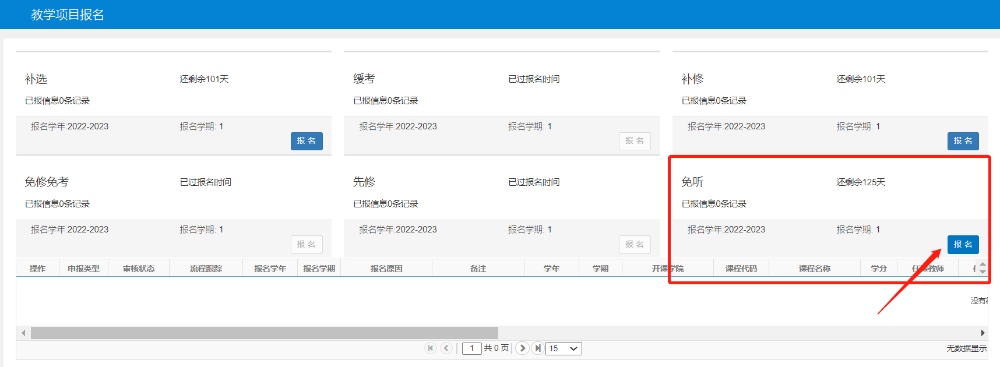 教学项目报名
补选 还剩余101天 缓考 已过报名时间 补修 还剩余101天
已报信息0条记录 已报信息0条记录 已报信息0条记录
报名学年:2022-2023 报名学期: 1 报名学年:2022-2023 报名学期: 1 报名学年:2022-2023 报名学期: 1
报 名 报 名 报 名
免修免考 已过报名时间 先修 已过报名时间 免听 还剩余125天
已报信息0条记录 已报信息0条记录 已报信息0条记录
报名学年:2022-2023 报名学期: 1 报名学年:2022-2023 报名学期: 1 报名学年:2022-2023 报名学期: 1
报 名 报 名 报 名
操作 申报类型 审核状态 流程跟踪 报名学年 报名学期 报名原因 备注 学年 学期 开课学院 课程代码 课程名称 学分 任课教师
没有
1 共 0 页 15 无数据显示